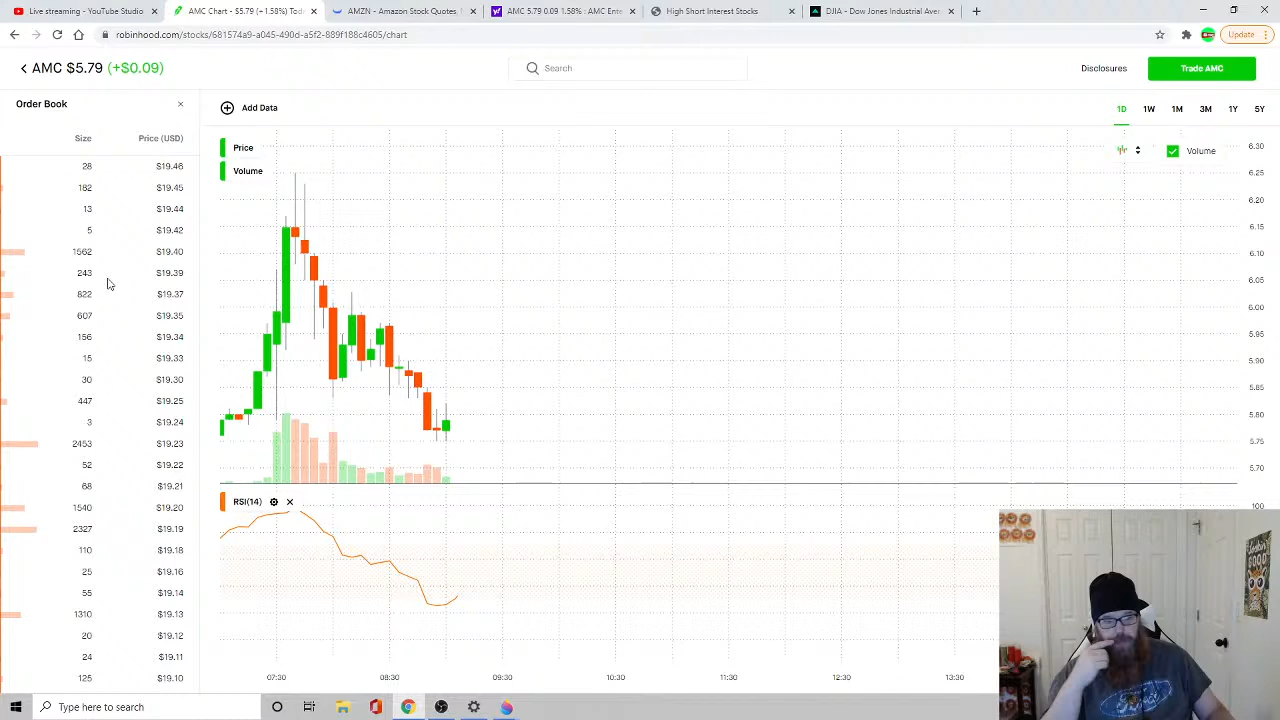 Live streaming - YouTube Studio
AMC Chart - $5.79 (+1.58%) Toda
AMZN - Amazon Stock Quotes
AMC 5.79 0.09 1.58% : AMC Ente
High Short Interest Stocks
DJIA - Dow Jones Industrial Aver
robinhood.com/stocks/681574a9-a045-490d-a5f2-889f188c4605/chart
Update
AMC $5.79 (+$0.09)
Search
Disclosures
Trade AMC
Order Book
Add Data
1D 1W 1M 3M 1Y 5Y
Size Price (USD)
Price
Volume
Volume
28 $19.46
182 $19.45
13 $19.44
5 $19.42
1562 $19.40
243 $19.39
822 $19.37
607 $19.35
156 $19.34
15 $19.33
30 $19.30
447 $19.25
3 $19.24
2453 $19.23
52 $19.22
68 $19.21
1540 $19.20
2327 $19.19
110 $19.18
25 $19.16
55 $19.14
1310 $19.13
20 $19.12
24 $19.11
125 $19.10
6.30
6.25
6.20
6.15
6.10
6.05
6.00
5.95
5.90
5.85
5.80
5.75
5.70
RSI(14)
100
07:30 08:30 09:30 10:30 11:30 12:30 13:30
Type here to search